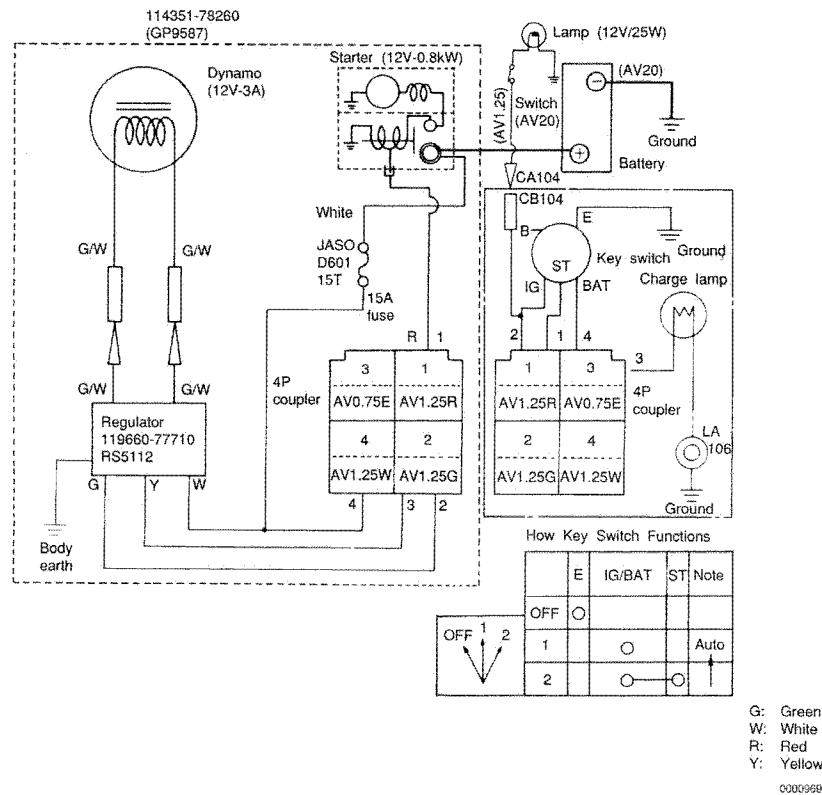 114351-78260
(GP9587)
Dynamo
(12V-3A)
Starter (12V-0.8kW)
Lamp (12V/25W)
(AV20)
Switch
(AV20)
(AV1.25)
Ground
Battery
CA104
CB104
E
B
Ground
Key switch
ST
IG
BAT
Charge lamp
White
JASO
D601
15T
15A
fuse
G/W
G/W
G/W
G/W
R
1
2
1
4
3
4P
coupler
3
1
AV0.75E
AV1.25R
4
2
AV1.25W
AV1.25G
4
3
2
1
3
AV1.25R
AV0.75E
2
4
AV1.25G
AV1.25W
4P
coupler
LA
106
Ground
Regulator
119660-77710
RS5112
G
Y
W
Body
earth
How Key Switch Functions
E
IG/BAT
ST
Note
OFF
1
Auto
2
OFF
1
2
G: Green
W: White
R: Red
Y: Yellow
0000969